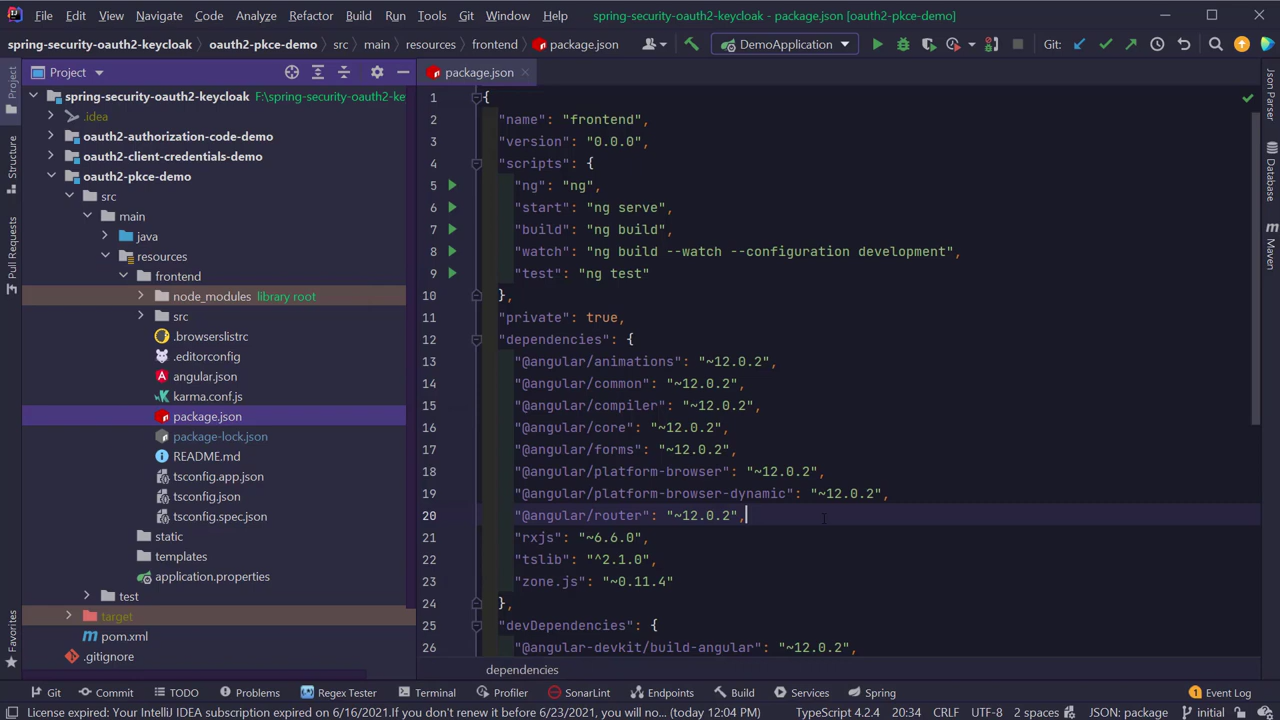 File Edit View Navigate Code Analyze Refactor Build Run Tools Git Window Help spring-security-oauth2-keycloak - package.json [oauth2-pkce-demo]
spring-security-oauth2-keycloak oauth2-pkce-demo src main resources frontend package.json DemoApplication Git:
Project
package.json
spring-security-oauth2-keycloak F:\spring-security-oauth2-ke
.idea
oauth2-authorization-code-demo
oauth2-client-credentials-demo
oauth2-pkce-demo
src
main
java
resources
frontend
node_modules library root
src
.browserslistrc
.editorconfig
angular.json
karma.conf.js
package.json
package-lock.json
README.md
tsconfig.app.json
tsconfig.json
tsconfig.spec.json
static
templates
application.properties
test
target
pom.xml
.gitignore
Project
Structure
Pull Requests
Favorites
1 {
2 "name": "frontend",
3 "version": "0.0.0",
4 "scripts": {
5 "ng": "ng",
6 "start": "ng serve",
7 "build": "ng build",
8 "watch": "ng build --watch --configuration development",
9 "test": "ng test"
10 },
11 "private": true,
12 "dependencies": {
13 "@angular/animations": "~12.0.2",
14 "@angular/common": "~12.0.2",
15 "@angular/compiler": "~12.0.2",
16 "@angular/core": "~12.0.2",
17 "@angular/forms": "~12.0.2",
18 "@angular/platform-browser": "~12.0.2",
19 "@angular/platform-browser-dynamic": "~12.0.2",
20 "@angular/router": "~12.0.2",
21 "rxjs": "~6.6.0",
22 "tslib": "^2.1.0",
23 "zone.js": "~0.11.4"
24 },
25 "devDependencies": {
26 "@angular-devkit/build-angular": "~12.0.2",
dependencies
Json Parser
Database
Maven
Git Commit TODO Problems Regex Tester Terminal Profiler SonarLint Endpoints Build Services Spring Event Log
License expired: Your IntelliJ IDEA subscription expired on 6/16/2021.If you don't renew it before 6/23/2021, you will no... (today 12:04 PM) TypeScript 4.2.4 20:34 CRLF UTF-8 2 spaces JSON: package initial